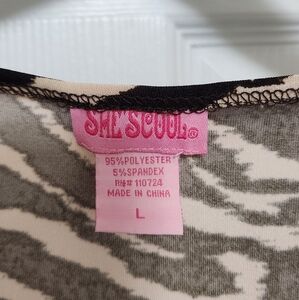 SHE'SCOOL®
95%POLYESTER
5%SPANDEX
RN# 110724
MADE IN CHINA
L